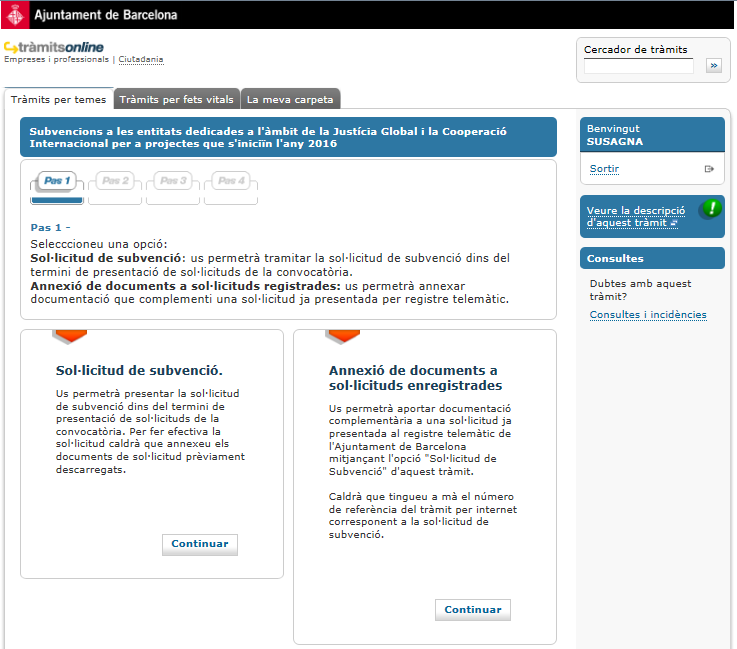 Ajuntament de Barcelona
tràmitsonline
Empreses i professionals | Ciutadania
Cercador de tràmits
»
Tràmits per temes
Tràmits per fets vitals
La meva carpeta
Subvencions a les entitats dedicades a l'àmbit de la Justícia Global i la Cooperació
Internacional per a projectes que s'iniciïn l'any 2016
Pas 1
Pas 2
Pas 3
Pas 4
Pas 1 -
Selecccioneu una opció:
Sol·licitud de subvenció: us permetrà tramitar la sol·licitud de subvenció dins del
termini de presentació de sol·licituds de la convocatòria.
Annexió de documents a sol·licituds registrades: us permetrà annexar
documentació que complementi una sol·licitud ja presentada per registre telemàtic.
Sol·licitud de subvenció.
Us permetrà presentar la sol·licitud
de subvenció dins del termini de
presentació de sol·licituds de la
convocatòria. Per fer efectiva la
sol·licitud caldrà que annexeu els
documents de sol·licitud prèviament
descarregats.
Continuar
Annexió de documents a
sol·licituds enregistrades
Us permetrà aportar documentació
complementària a una sol·licitud ja
presentada al registre telemàtic de
l'Ajuntament de Barcelona
mitjançant l'opció "Sol·licitud de
Subvenció" d'aquest tràmit.
Caldrà que tingueu a mà el número
de referència del tràmit per internet
corresponent a la sol·licitud de
subvenció.
Continuar
Benvingut
SUSAGNA
Sortir
Veure la descripció
d'aquest tràmit
!
Consultes
Dubtes amb aquest
tràmit?
Consultes i incidències